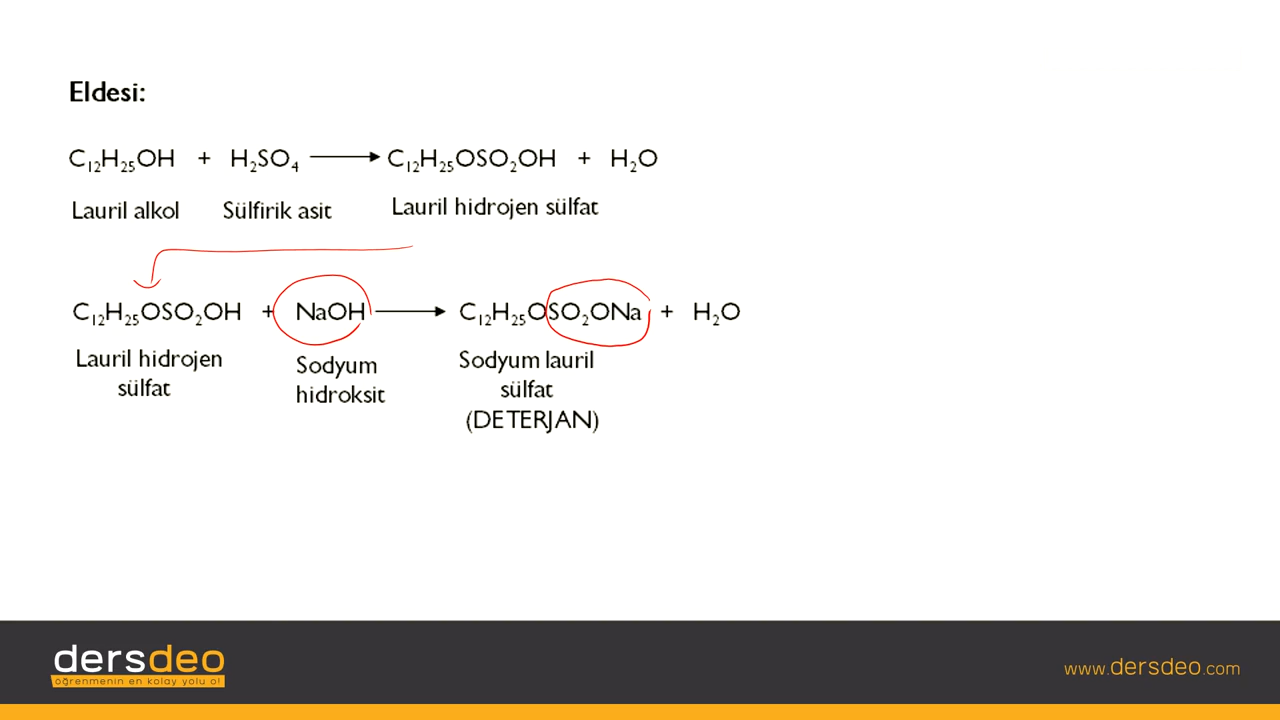 Eldesi:
C₁₂H₂₅OH + H₂SO₄ ⟶ C₁₂H₂₅OSO₂OH + H₂O
Lauril alkol Sülfirik asit Lauril hidrojen sülfat
C₁₂H₂₅OSO₂OH + NaOH ⟶ C₁₂H₂₅OSO₂ONa + H₂O
Lauril hidrojen sülfat
Sodyum hidroksit
Sodyum lauril sülfat
(DETERJAN)
dersdeo
öğrenmenin en kolay yolu o!
www.dersdeo.com